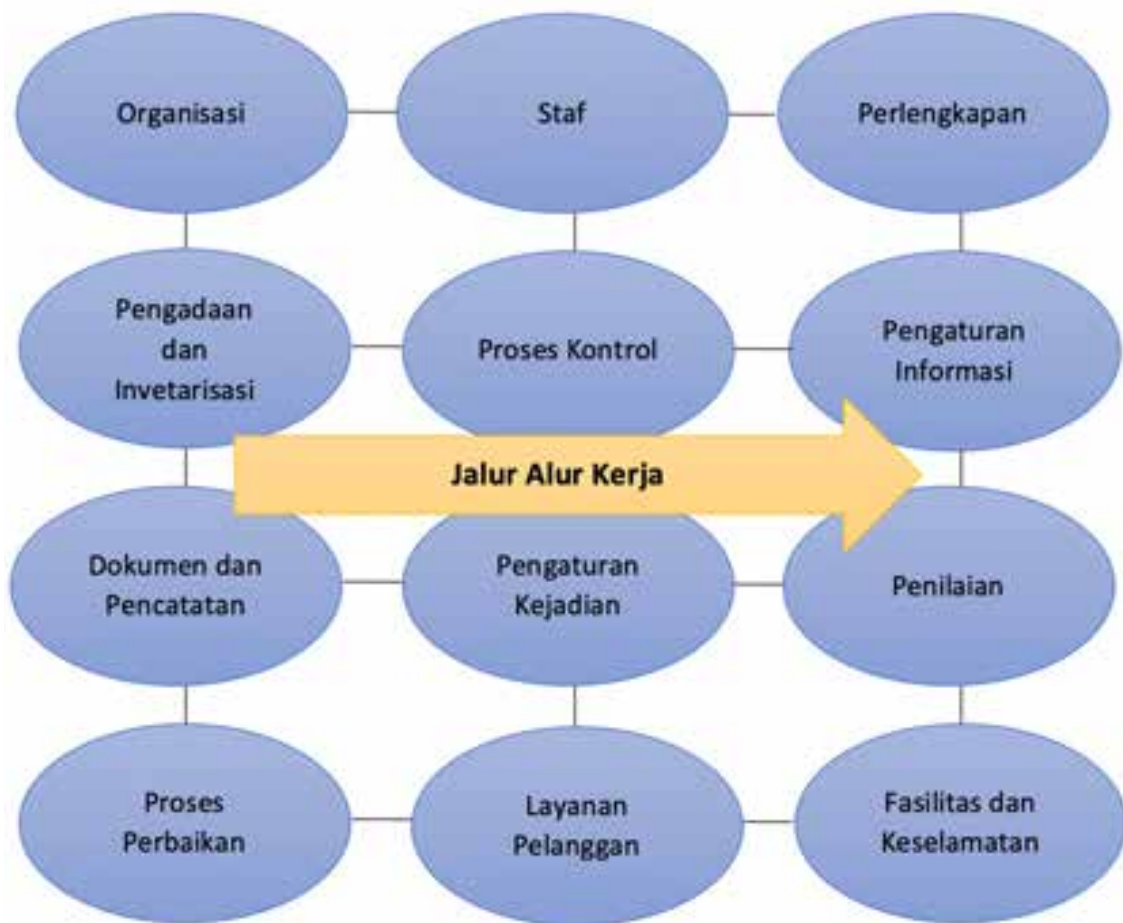 Organisasi
Staf
Perlengkapan
Pengadaan
dan
Invetarisasi
Proses Kontrol
Pengaturan
Informasi
Jalur Alur Kerja
Dokumen dan
Pencatatan
Pengaturan
Kejadian
Penilaian
Proses
Perbaikan
Layanan
Pelanggan
Fasilitas dan
Keselamatan